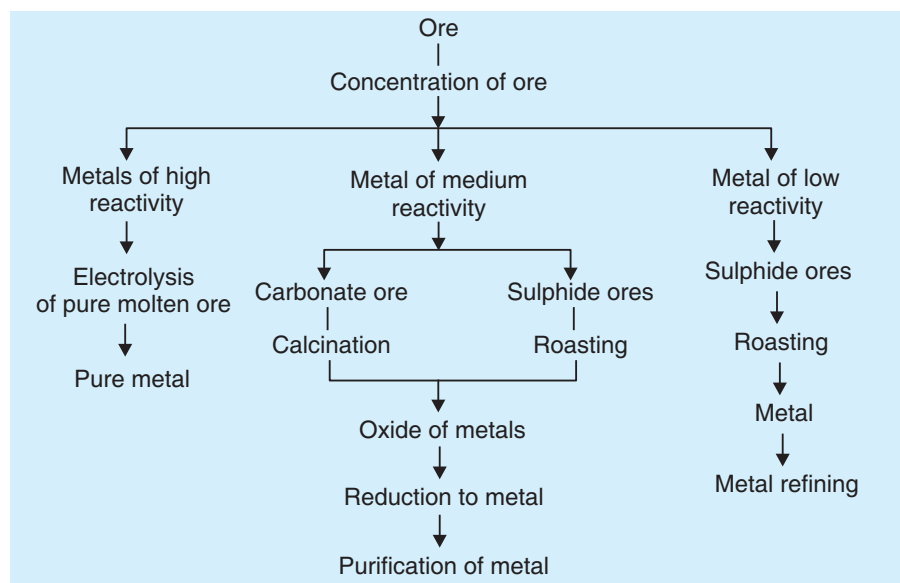 Ore
Concentration of ore
Metals of high
reactivity
Metal of medium
reactivity
Metal of low
reactivity
Electrolysis
of pure molten ore
Carbonate ore
Sulphide ores
Sulphide ores
Calcination
Roasting
Roasting
Pure metal
Oxide of metals
Metal
Reduction to metal
Metal refining
Purification of metal